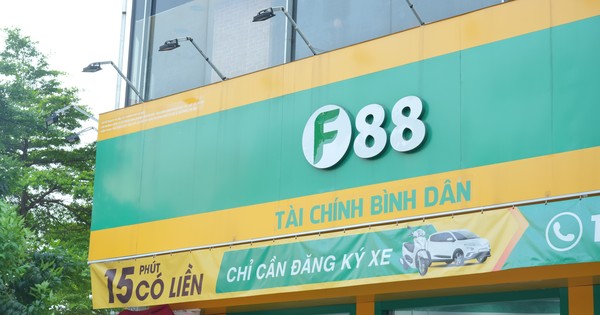 F88
TÀI CHÍNH BÌNH DÂN
15 PHÚT
CÓ LIỀN
CHỈ CẦN ĐĂNG KÝ XE